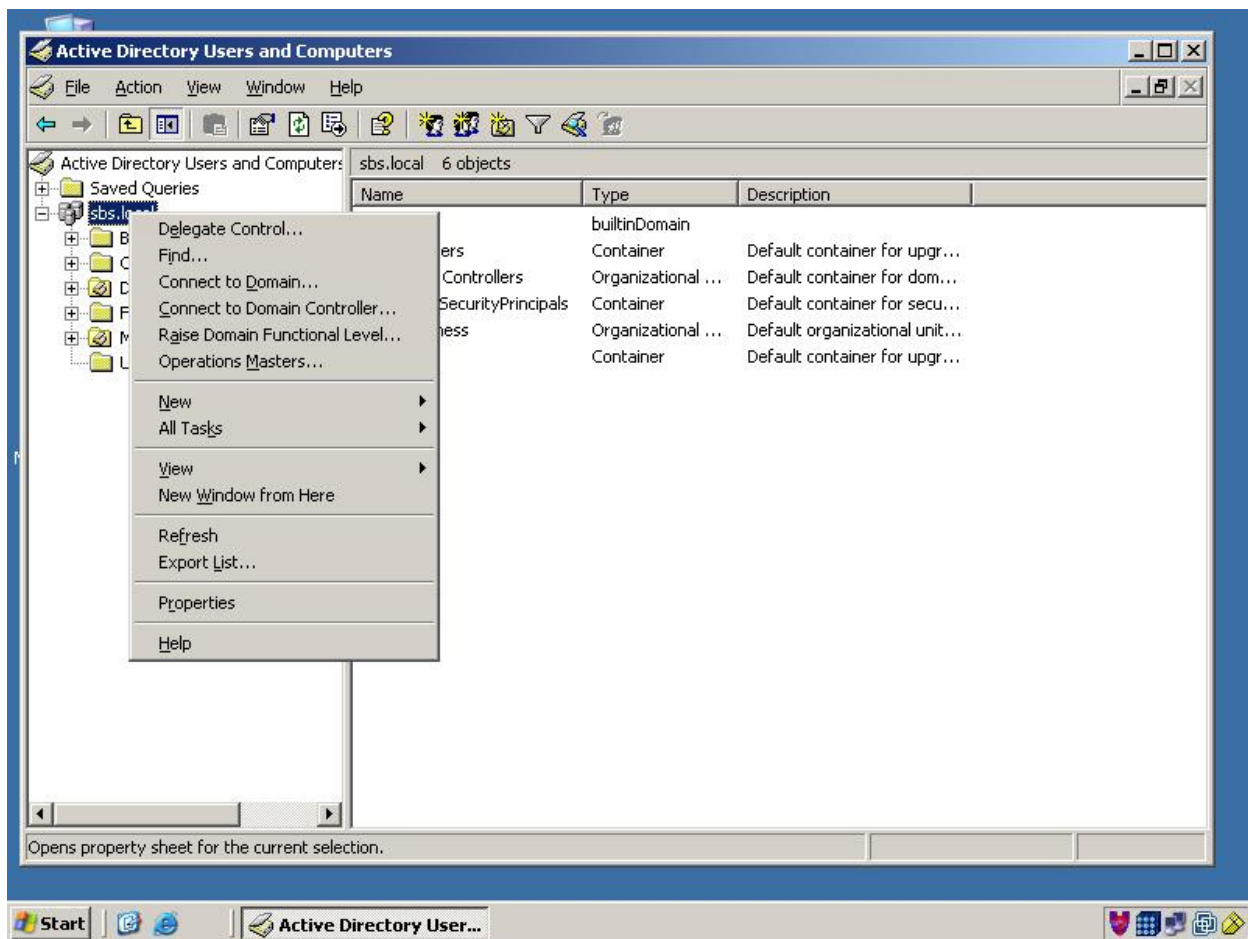 Active Directory Users and Computers
File Action View Window Help
Active Directory Users and Computers
sbs.local 6 objects
Saved Queries
Name Type Description
sbs.local
B
C
D
F
M
U
Delegate Control...
Find...
Connect to Domain...
Connect to Domain Controller...
Raise Domain Functional Level...
Operations Masters...
New
All Tasks
View
New Window from Here
Refresh
Export List...
Properties
Help
builtinDomain
ers Container Default container for upgr...
Controllers Organizational ... Default container for dom...
SecurityPrincipals Container Default container for secu...
ness Organizational ... Default organizational unit...
Container Default container for upgr...
Opens property sheet for the current selection.
Start
Active Directory User...